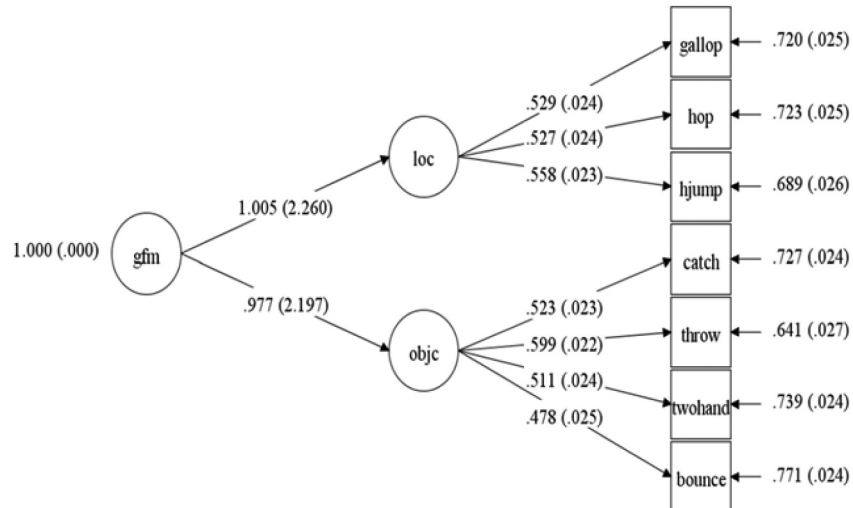 gallop
.720 (.025)
.529 (.024)
hop
.723 (.025)
.527 (.024)
loc
.558 (.023)
hjump
.689 (.026)
1.005 (2.260)
1.000 (.000)
gfm
catch
.727 (.024)
.977 (2.197)
.523 (.023)
throw
.641 (.027)
.599 (.022)
objc
.511 (.024)
twohand
.739 (.024)
.478 (.025)
bounce
.771 (.024)